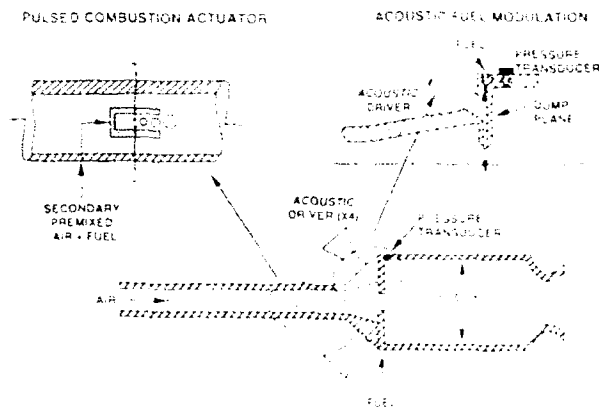 PULSED COMBUSTION ACTUATOR
ACOUSTIC FUEL MODULATION
FUEL
PRESSURE
TRANSDUCER
ACOUSTIC
DRIVER
DUMP
PLANE
SECONDARY
PREMIXED
AIR + FUEL
ACOUSTIC
DRIVER (X4)
PRESSURE
TRANSDUCER
AIR
FUEL